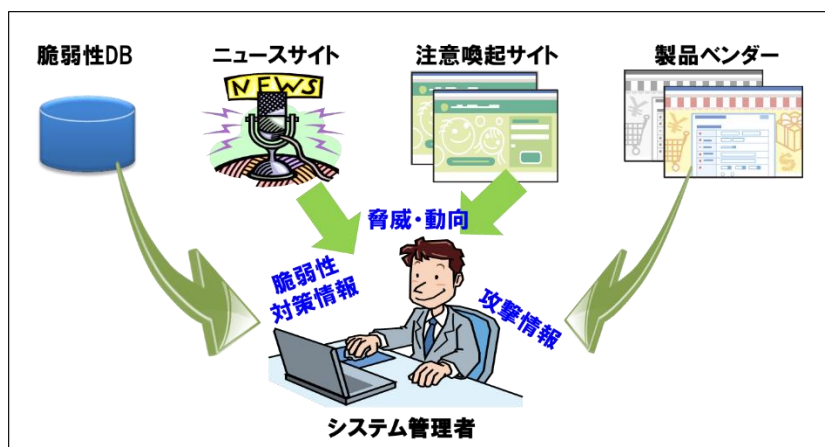 脆弱性DB
ニュースサイト
注意喚起サイト
製品ベンダー
NEWS
脅威・動向
脆弱性
対策情報
攻撃情報
システム管理者